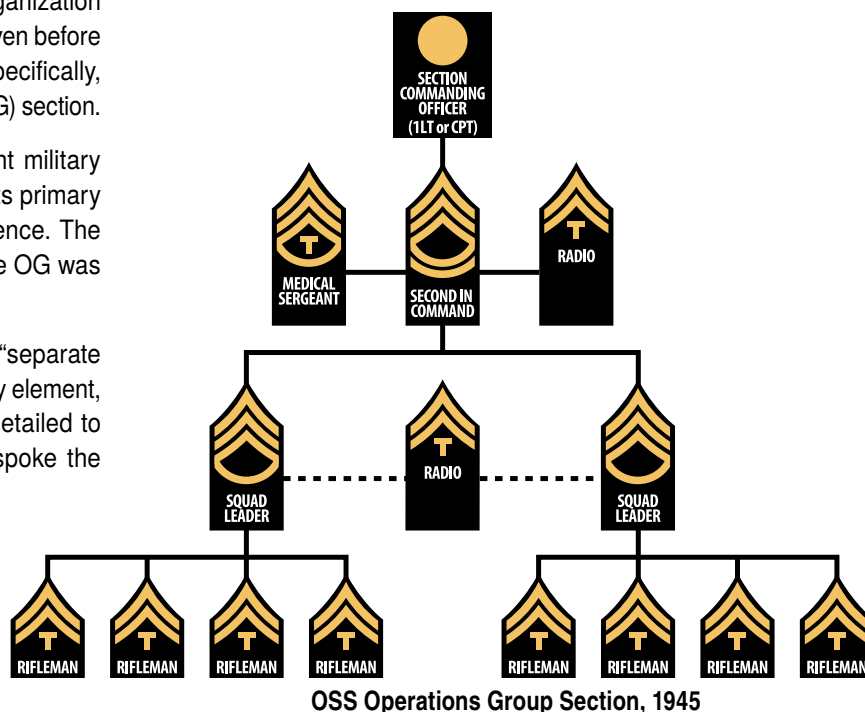 ganization
ven before
pecifically,
G) section.
nt military
ts primary
ence. The
e OG was
“separate
y element,
etailed to
spoke the
SECTION
COMMANDING
OFFICER
(1LT or CPT)
T
MEDICAL
SERGEANT
SECOND IN
COMMAND
T
RADIO
SQUAD
LEADER
T
RADIO
SQUAD
LEADER
T
RIFLEMAN
T
RIFLEMAN
T
RIFLEMAN
T
RIFLEMAN
T
RIFLEMAN
T
RIFLEMAN
T
RIFLEMAN
T
RIFLEMAN
OSS Operations Group Section, 1945